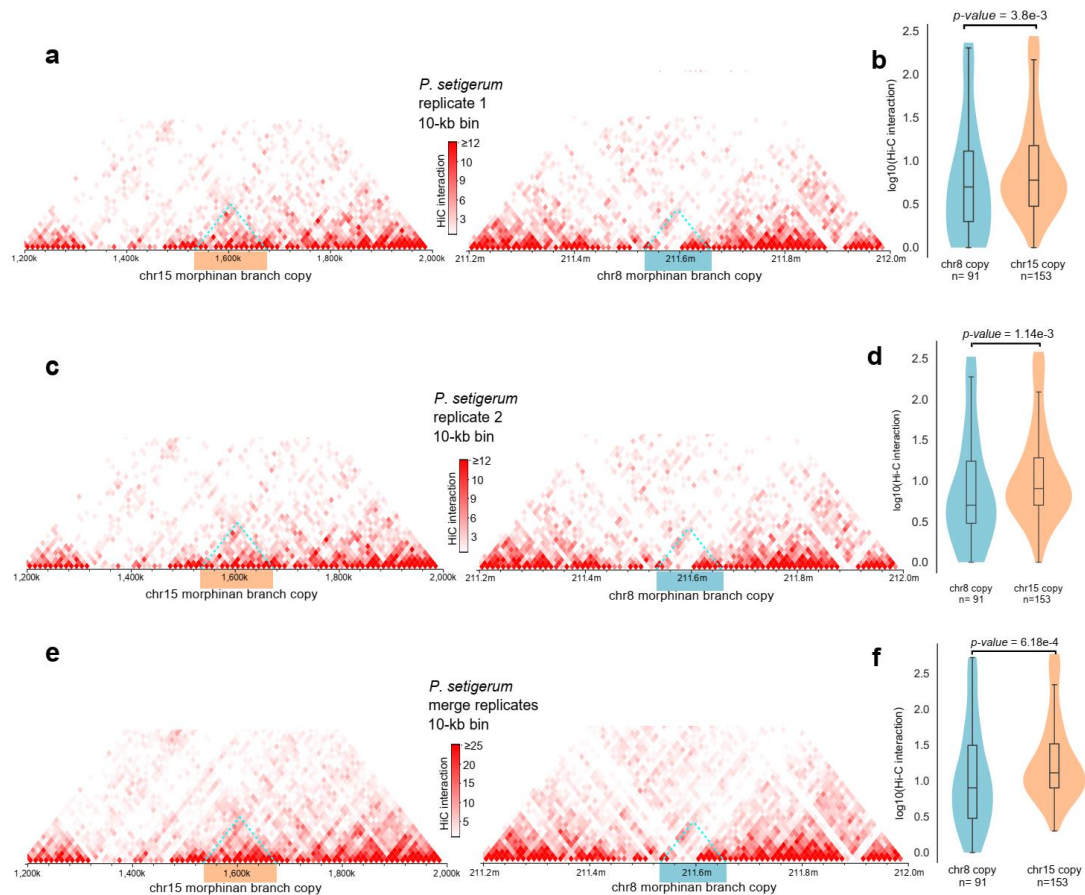 a
P. setigerum
replicate 1
10-kb bin
HiC interaction
≥12
10
9
6
3
1,200k 1,400k 1,600k 1,800k 2,000k
chr15 morphinan branch copy
211.2m 211.4m 211.6m 211.8m 212.0m
chr8 morphinan branch copy
b
p-value = 3.8e-3
log10(Hi-C interaction)
2.5
2.0
1.5
1.0
0.5
0.0
chr8 copy chr15 copy
n= 91 n=153
c
P. setigerum
replicate 2
10-kb bin
HiC interaction
≥12
10
9
6
3
1,200k 1,400k 1,600k 1,800k 2,000k
chr15 morphinan branch copy
211.2m 211.4m 211.6m 211.8m 212.0m
chr8 morphinan branch copy
d
p-value = 1.14e-3
log10(Hi-C interaction)
2.5
2.0
1.5
1.0
0.5
0.0
chr8 copy chr15 copy
n= 91 n=153
e
P. setigerum
merge replicates
10-kb bin
HiC interaction
≥25
20
15
10
5
1,200k 1,400k 1,600k 1,800k 2,000k
chr15 morphinan branch copy
211.2m 211.4m 211.6m 211.8m 212.0m
chr8 morphinan branch copy
f
p-value = 6.18e-4
log10(Hi-C interaction)
2.5
2.0
1.5
1.0
0.5
0.0
chr8 copy chr15 copy
n= 91 n=153